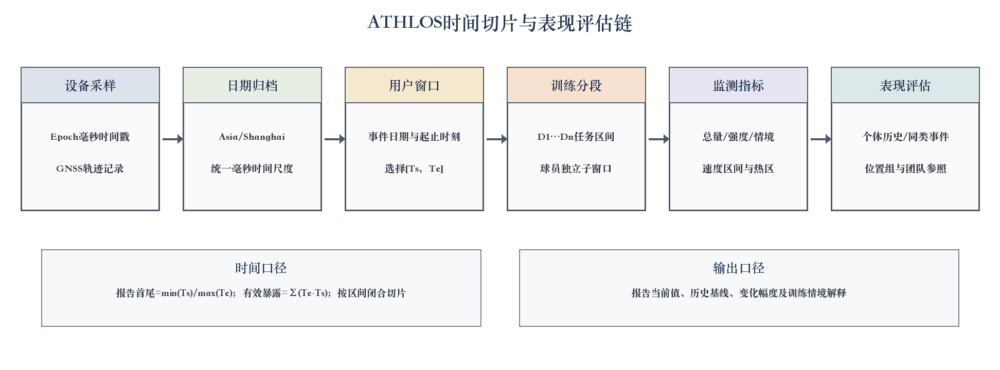 ATHLOS时间切片与表现评估链
设备采样
Epoch毫秒时间戳
GNSS轨迹记录
日期归档
Asia/Shanghai
统一毫秒时间尺度
用户窗口
事件日期与起止时刻
选择[Ts，Te]
训练分段
D1···Dn任务区间
球员独立子窗口
监测指标
总量/强度/情境
速度区间与热区
表现评估
个体历史/同类事件
位置组与团队参照
时间口径
报告首尾=min(Ts)/max(Te)；有效暴露=Σ(Te-Ts)；按区间闭合切片
输出口径
报告当前值、历史基线、变化幅度及训练情境解释